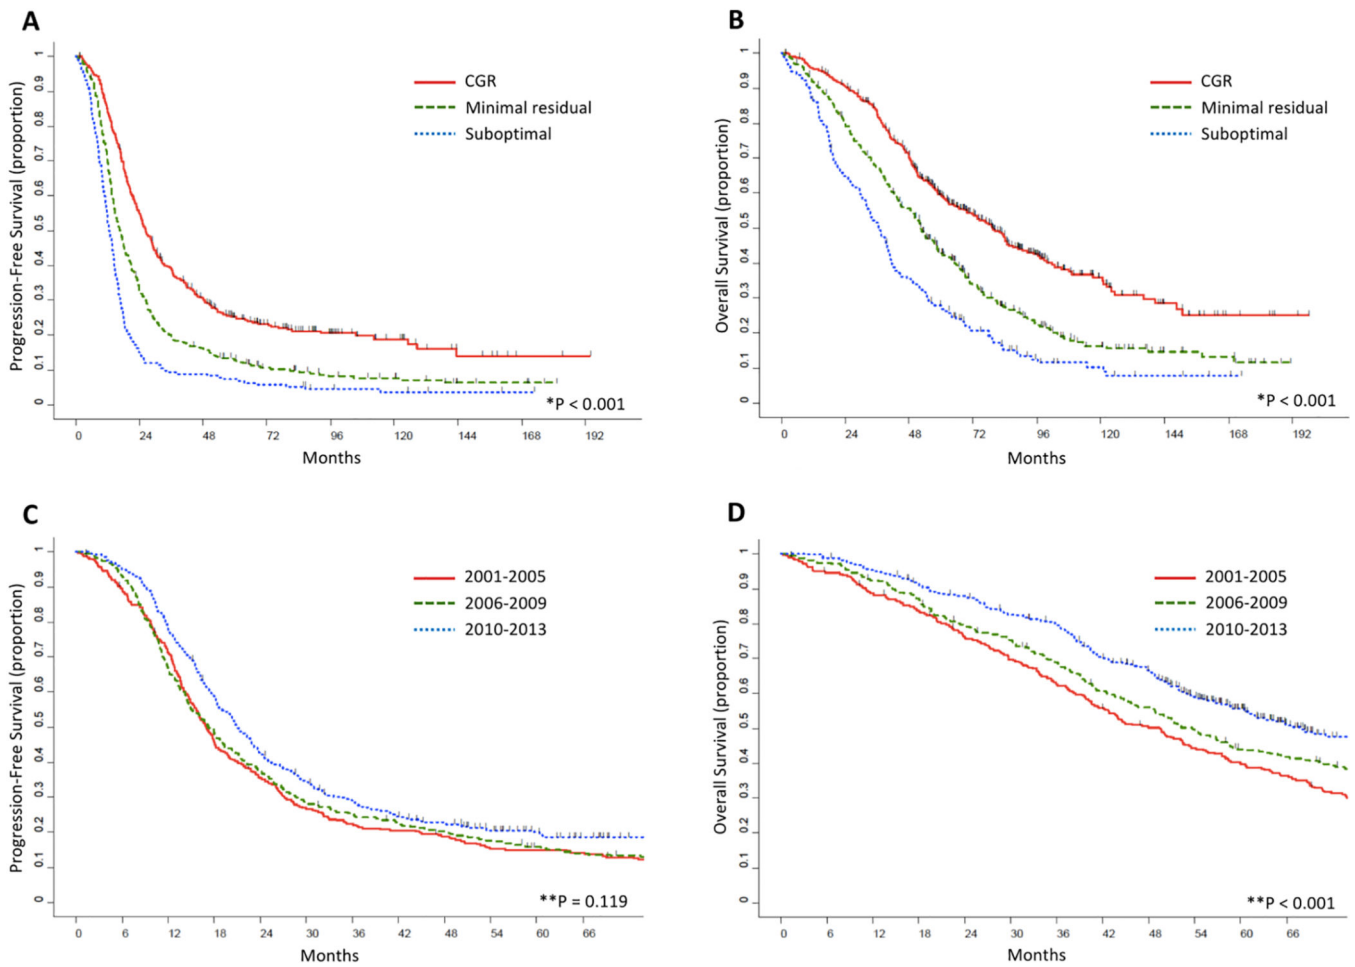 A
Progression-Free Survival (proportion)
1
0.9
0.8
0.7
0.6
0.5
0.4
0.3
0.2
0.1
0
CGR
Minimal residual
Suboptimal
*P < 0.001
0 24 48 72 96 120 144 168 192
Months
B
Overall Survival (proportion)
1
0.9
0.8
0.7
0.6
0.5
0.4
0.3
0.2
0.1
0
CGR
Minimal residual
Suboptimal
*P < 0.001
0 24 48 72 96 120 144 168 192
Months
C
Progression-Free Survival (proportion)
1
0.9
0.8
0.7
0.6
0.5
0.4
0.3
0.2
0.1
0
2001-2005
2006-2009
2010-2013
**P = 0.119
0 6 12 18 24 30 36 42 48 54 60 66
Months
D
Overall Survival (proportion)
1
0.9
0.8
0.7
0.6
0.5
0.4
0.3
0.2
0.1
0
2001-2005
2006-2009
2010-2013
**P < 0.001
0 6 12 18 24 30 36 42 48 54 60 66
Months